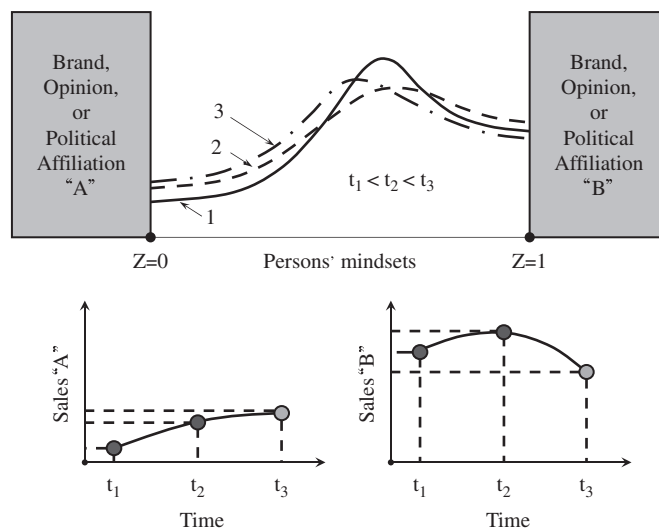 Brand,
Opinion,
or
Political
Affiliation
“A”
Brand,
Opinion,
or
Political
Affiliation
“B”
3
2
1
t1 < t2 < t3
Z=0
Persons’ mindsets
Z=1
Sales “A”
t1
t2
t3
Time
Sales “B”
t1
t2
t3
Time